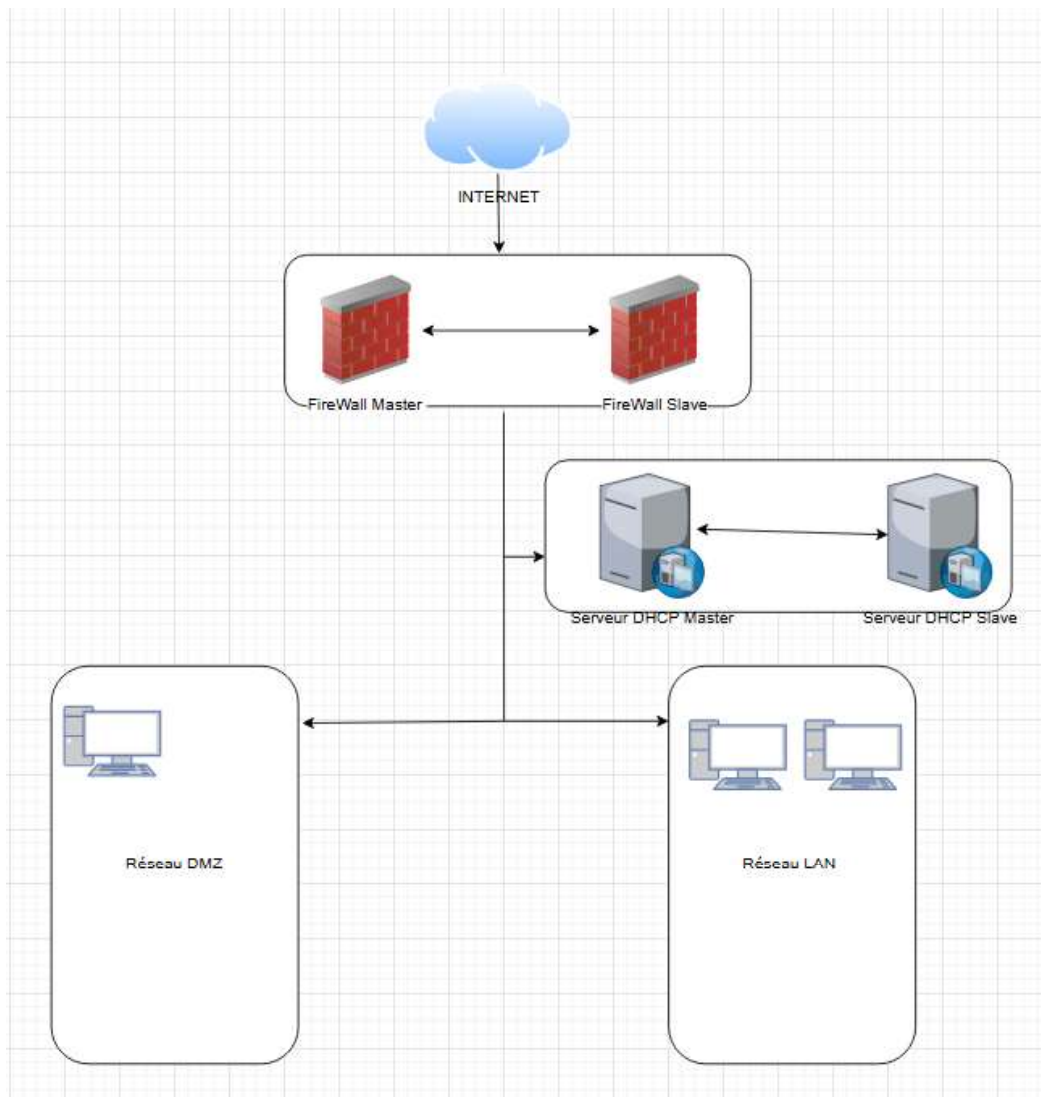 INTERNET
FireWall Master
FireWall Slave
Serveur DHCP Master
Serveur DHCP Slave
Réseau DMZ
Réseau LAN